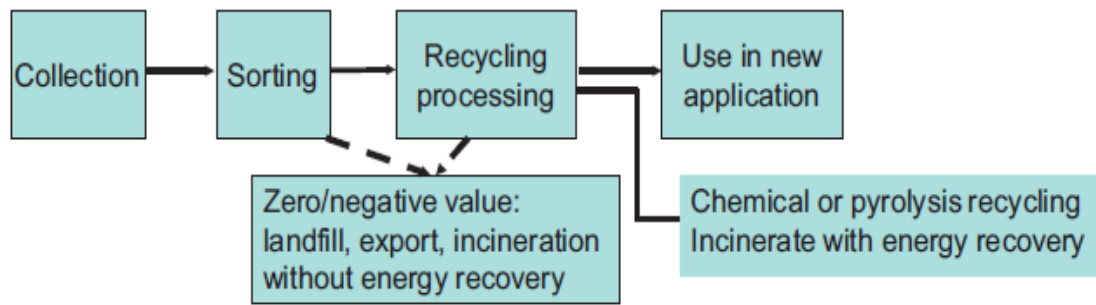 Collection
Sorting
Recycling
processing
Use in new
application
Zero/negative value:
landfill, export, incineration
without energy recovery
Chemical or pyrolysis recycling
Incinerate with energy recovery